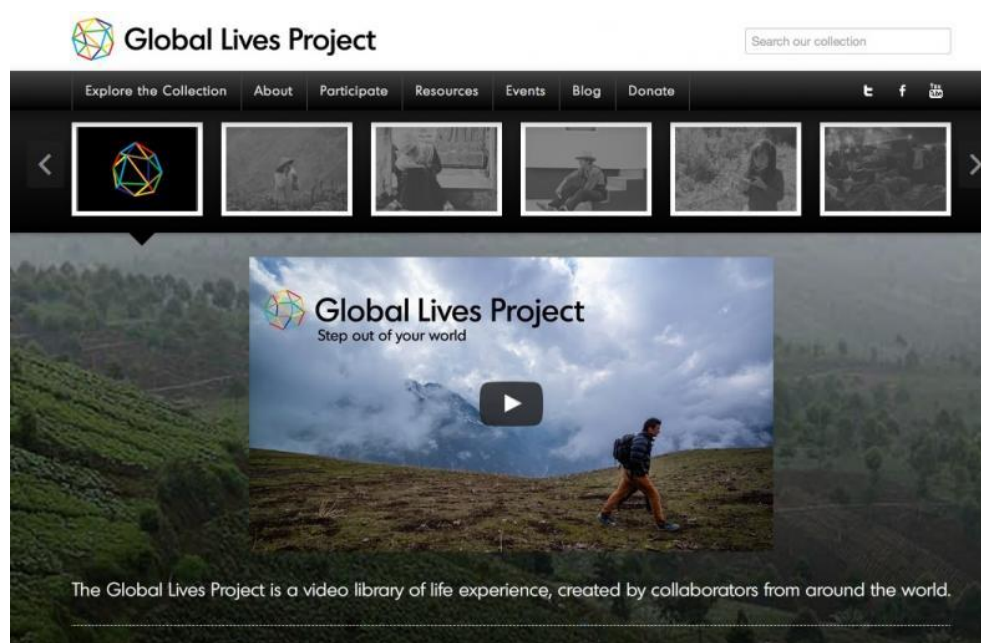 Global Lives Project
Search our collection
Explore the Collection About Participate Resources Events Blog Donate
You Tube
Global Lives Project
Step out of your world
The Global Lives Project is a video library of life experience, created by collaborators from around the world.